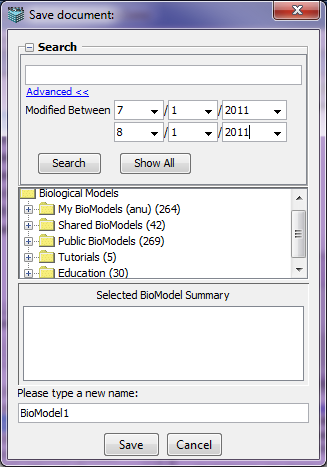 Save document:
Search
Advanced <<
Modified Between 7 / 1 / 2011
8 / 1 / 2011
Search Show All
Biological Models
My BioModels (anu) (264)
Shared BioModels (42)
Public BioModels (269)
Tutorials (5)
Education (30)
Selected BioModel Summary
Please type a new name:
BioModel1
Save Cancel